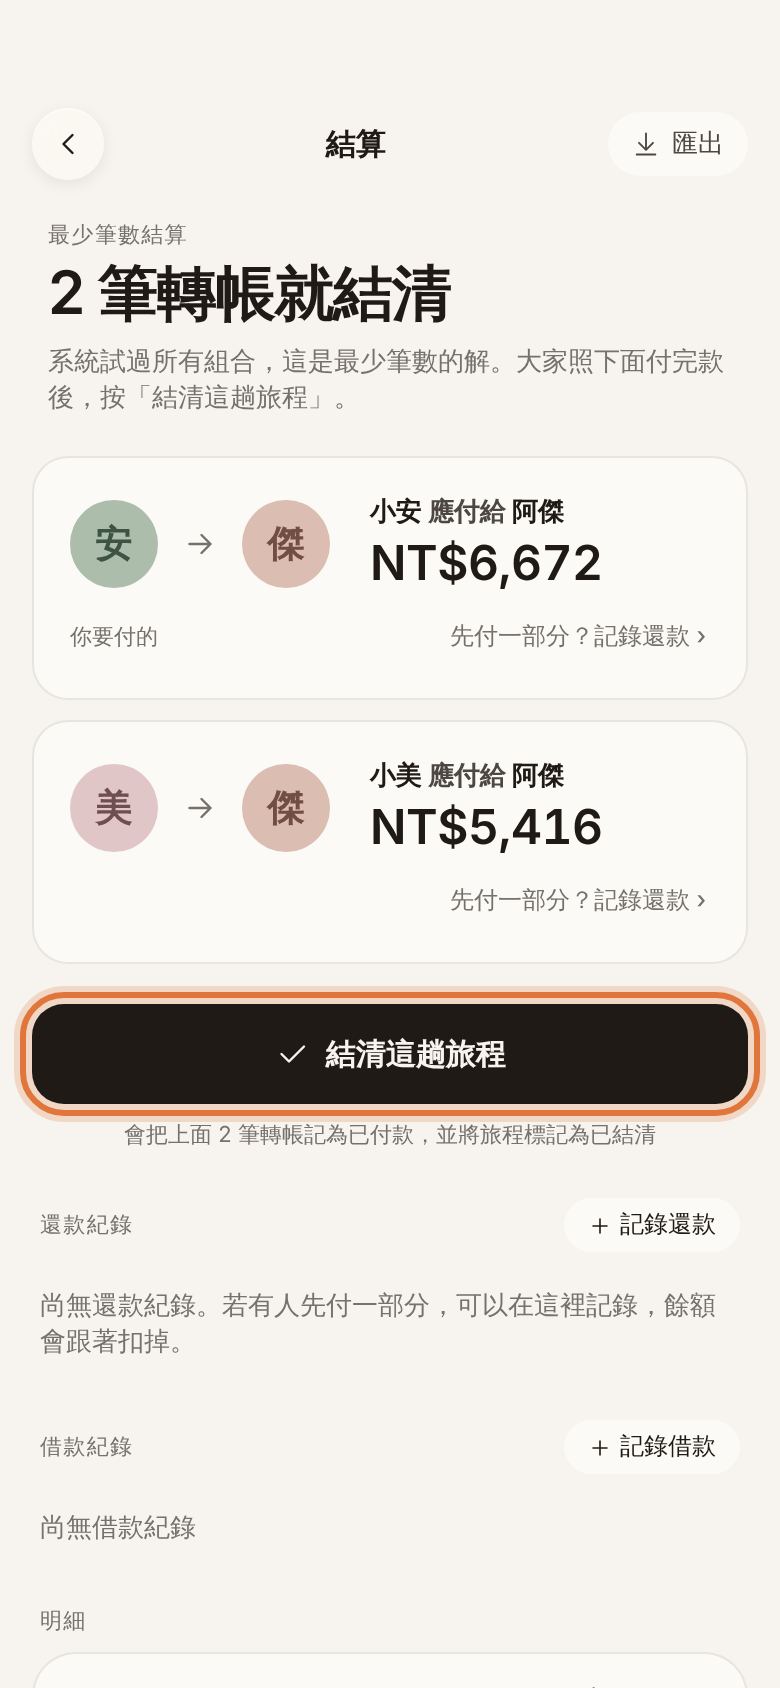 結算
匯出
最少筆數結算
2 筆轉帳就結清
系統試過所有組合，這是最少筆數的解。大家照下面付完款
後，按「結清這趟旅程」。
安
傑
小安 應付給 阿傑
NT$6,672
你要付的
先付一部分？記錄還款 ›
美
傑
小美 應付給 阿傑
NT$5,416
先付一部分？記錄還款 ›
結清這趟旅程
會把上面 2 筆轉帳記為已付款，並將旅程標記為已結清
還款紀錄
+ 記錄還款
尚無還款紀錄。若有人先付一部分，可以在這裡記錄，餘額
會跟著扣掉。
借款紀錄
+ 記錄借款
尚無借款紀錄
明細